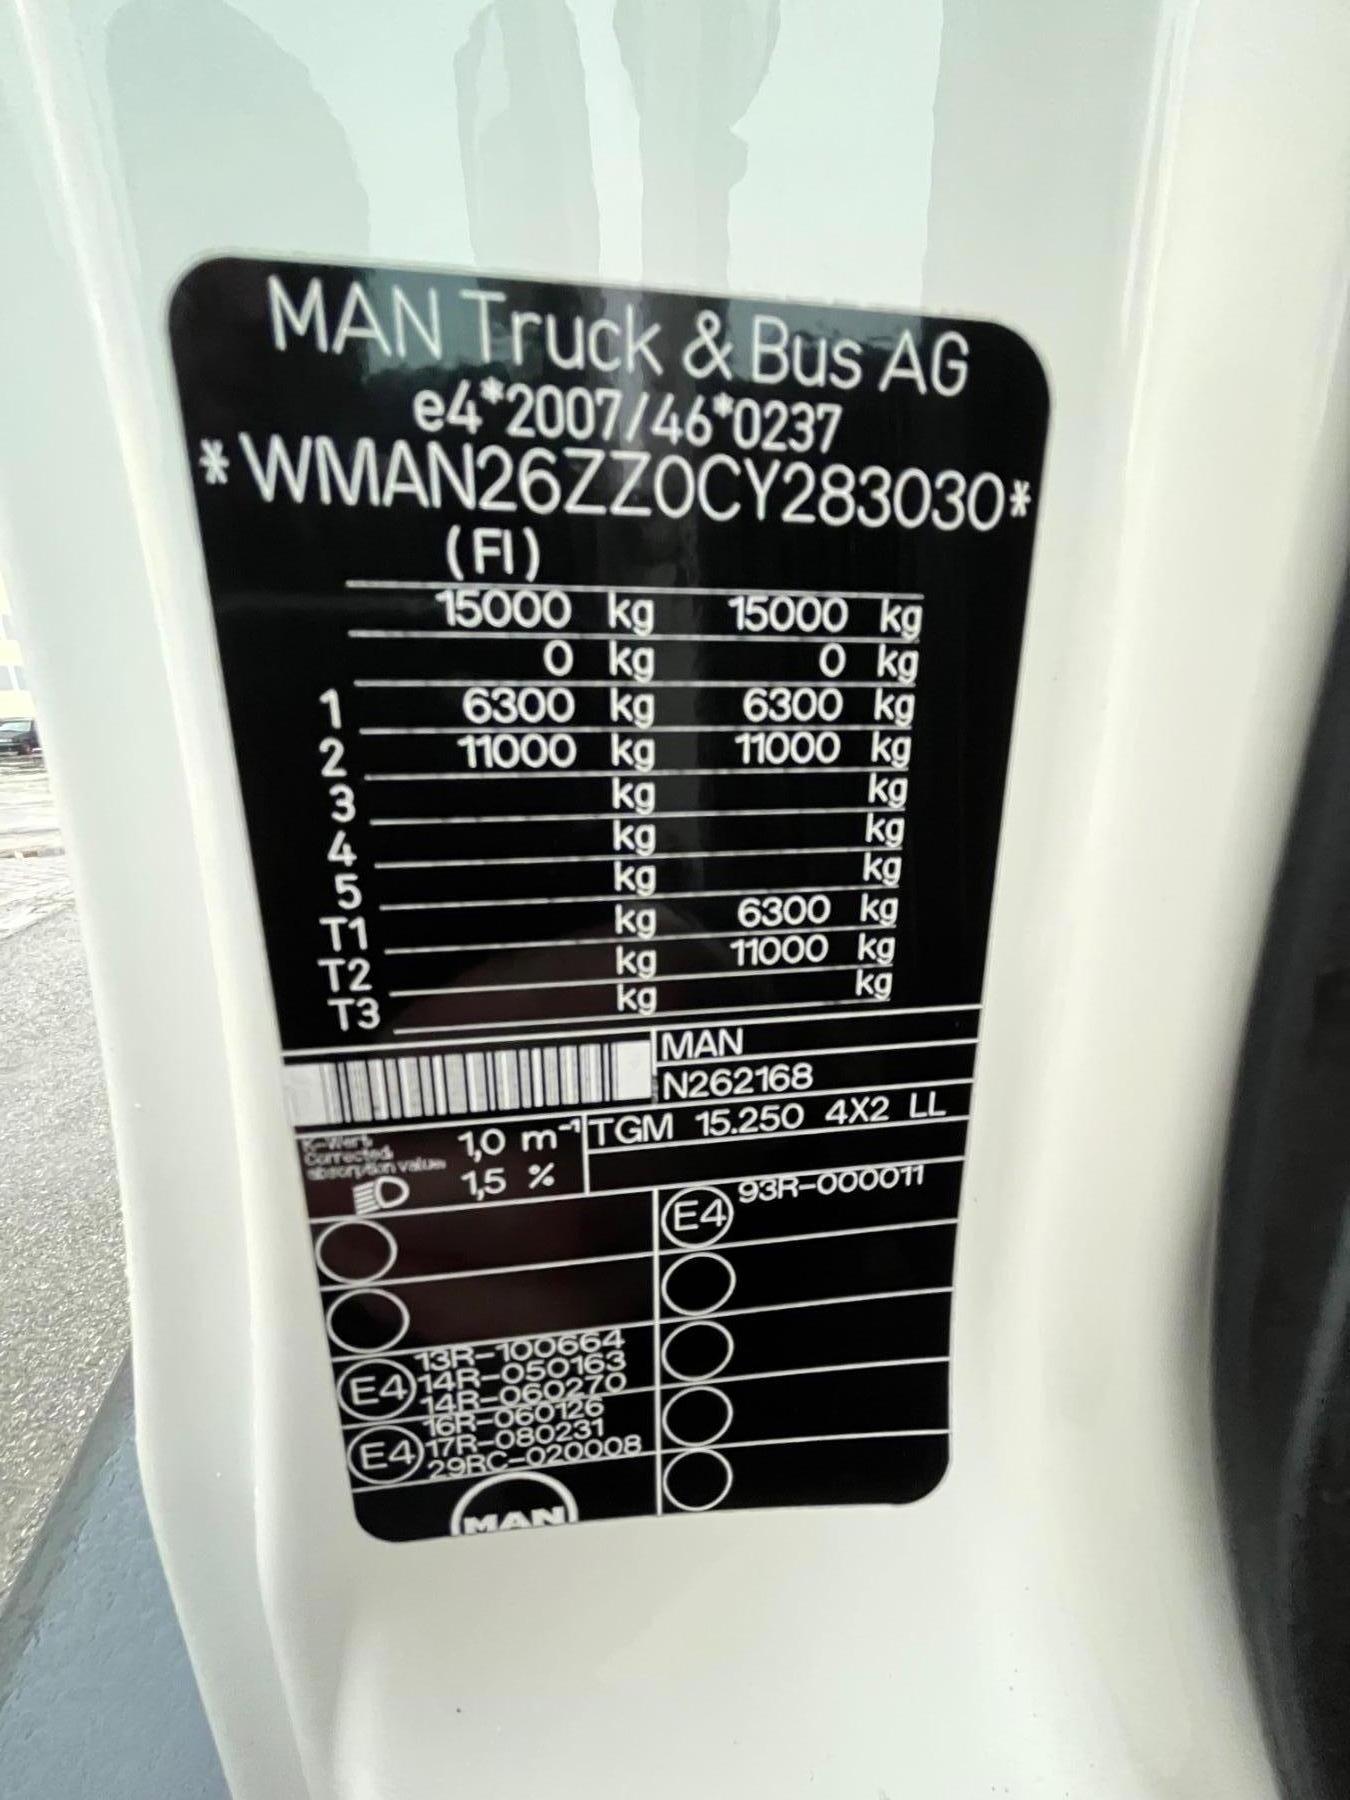 MAN Truck & Bus AG
e4*2007/46*0237
*WMAN26ZZ0CY283030*
(FI)
15000 kg 15000 kg
0 kg 0 kg
1 6300 kg 6300 kg
2 11000 kg 11000 kg
3 kg kg
4 kg kg
5 kg kg
T1 kg 6300 kg
T2 kg 11000 kg
T3 kg kg
MAN
N262168
TGM 15.250 4X2 LL
K-Wert
Corrected
absorption value
1,0 m⁻¹
1,5 %
E4 93R-000011
E4
13R-100664
14R-050163
14R-060270
E4
16R-060126
17R-080231
29RC-020008
MAN